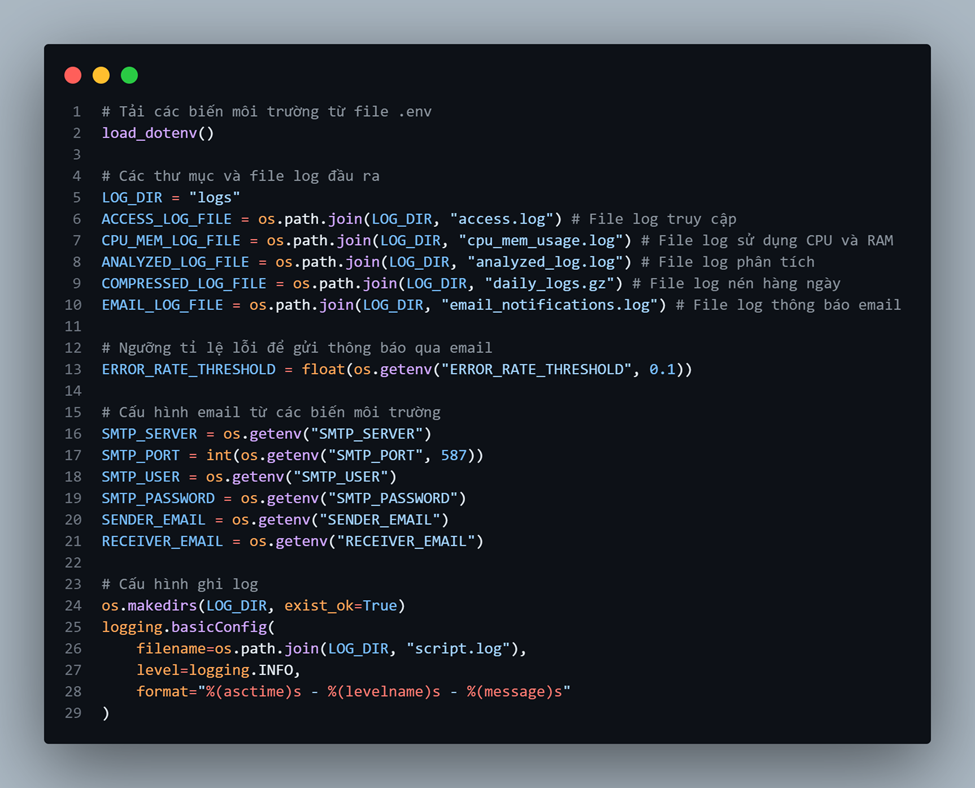 1 # Tải các biến môi trường từ file .env
2 load_dotenv()
3
4 # Các thư mục và file log đầu ra
5 LOG_DIR = "logs"
6 ACCESS_LOG_FILE = os.path.join(LOG_DIR, "access.log") # File log truy cập
7 CPU_MEM_LOG_FILE = os.path.join(LOG_DIR, "cpu_mem_usage.log") # File log sử dụng CPU và RAM
8 ANALYZED_LOG_FILE = os.path.join(LOG_DIR, "analyzed_log.log") # File log phân tích
9 COMPRESSED_LOG_FILE = os.path.join(LOG_DIR, "daily_logs.gz") # File log nén hàng ngày
10 EMAIL_LOG_FILE = os.path.join(LOG_DIR, "email_notifications.log") # File log thông báo email
11
12 # Ngưỡng tỉ lệ lỗi để gửi thông báo qua email
13 ERROR_RATE_THRESHOLD = float(os.getenv("ERROR_RATE_THRESHOLD", 0.1))
14
15 # Cấu hình email từ các biến môi trường
16 SMTP_SERVER = os.getenv("SMTP_SERVER")
17 SMTP_PORT = int(os.getenv("SMTP_PORT", 587))
18 SMTP_USER = os.getenv("SMTP_USER")
19 SMTP_PASSWORD = os.getenv("SMTP_PASSWORD")
20 SENDER_EMAIL = os.getenv("SENDER_EMAIL")
21 RECEIVER_EMAIL = os.getenv("RECEIVER_EMAIL")
22
23 # Cấu hình ghi log
24 os.makedirs(LOG_DIR, exist_ok=True)
25 logging.basicConfig(
26     filename=os.path.join(LOG_DIR, "script.log"),
27     level=logging.INFO,
28     format="%(asctime)s - %(levelname)s - %(message)s"
29 )